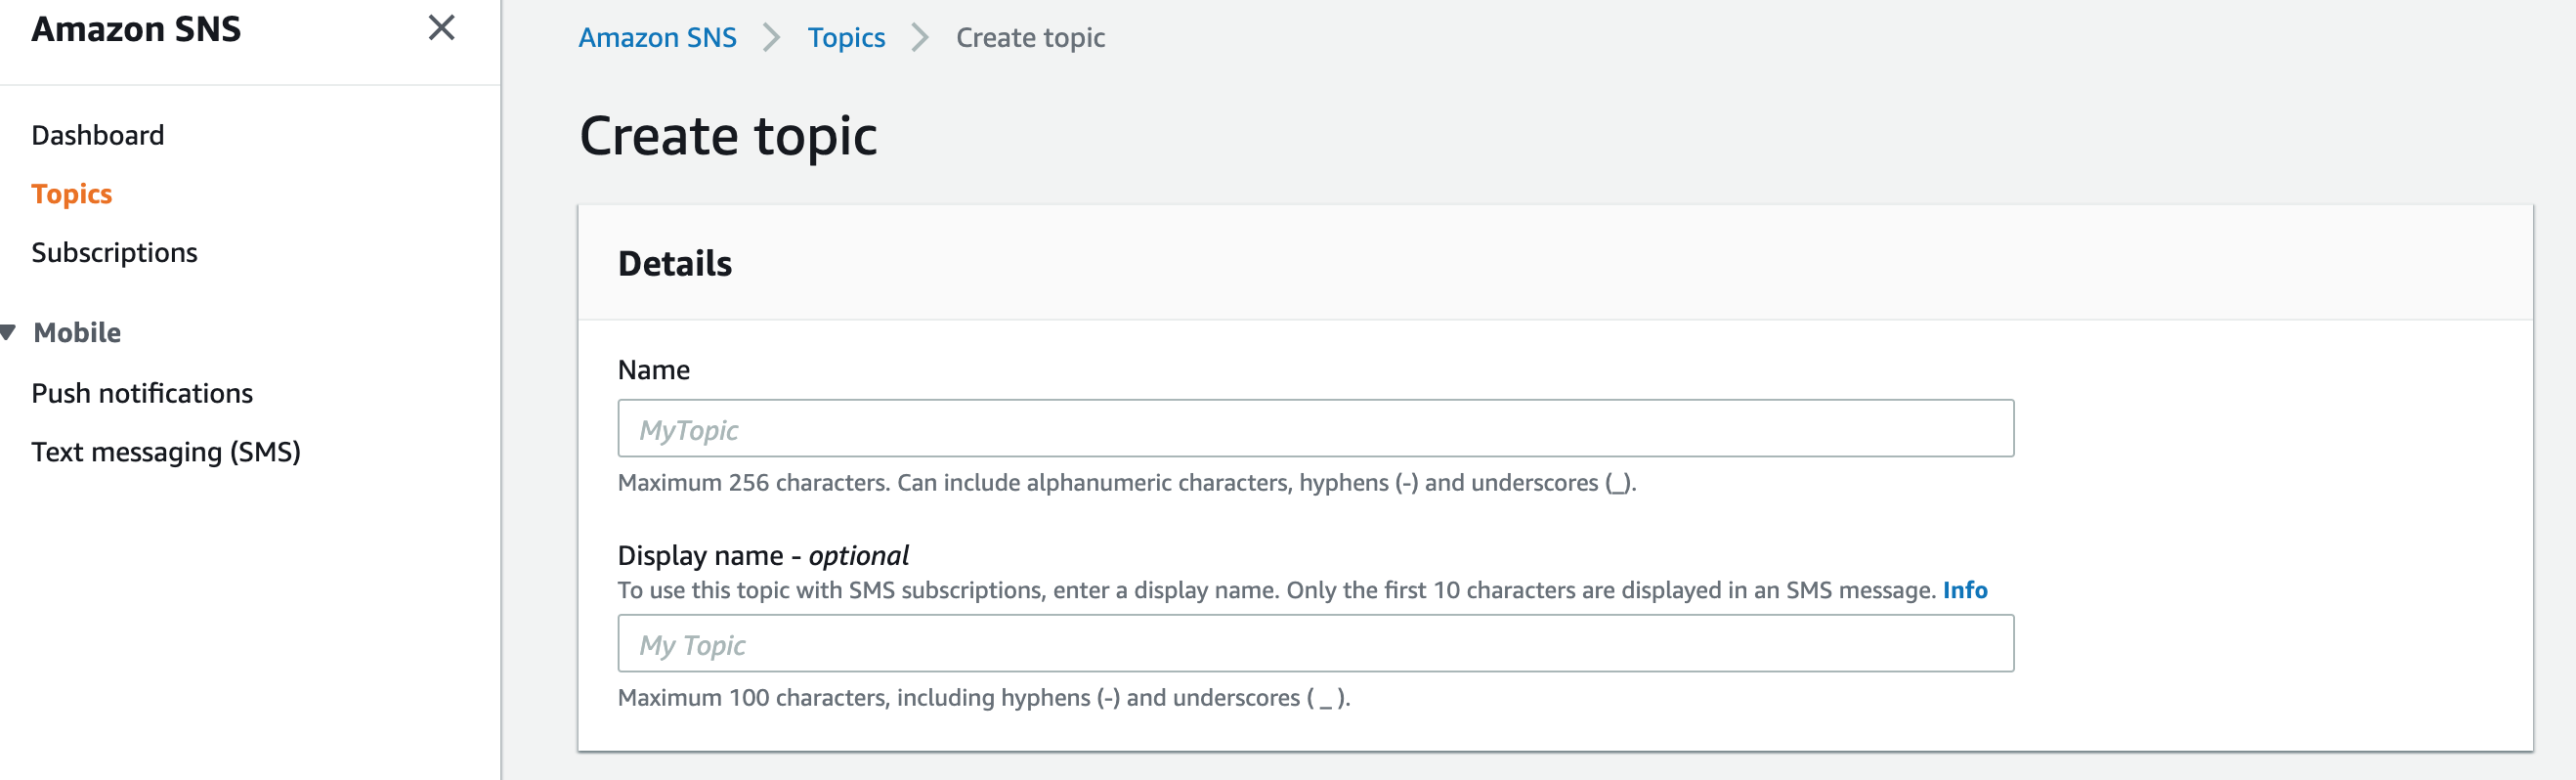 Amazon SNS
Dashboard
Topics
Subscriptions
Mobile
Push notifications
Text messaging (SMS)
Amazon SNS > Topics > Create topic
Create topic
Details
Name
MyTopic
Maximum 256 characters. Can include alphanumeric characters, hyphens (-) and underscores (_).
Display name - optional
To use this topic with SMS subscriptions, enter a display name. Only the first 10 characters are displayed in an SMS message. Info
My Topic
Maximum 100 characters, including hyphens (-) and underscores ( _ ).